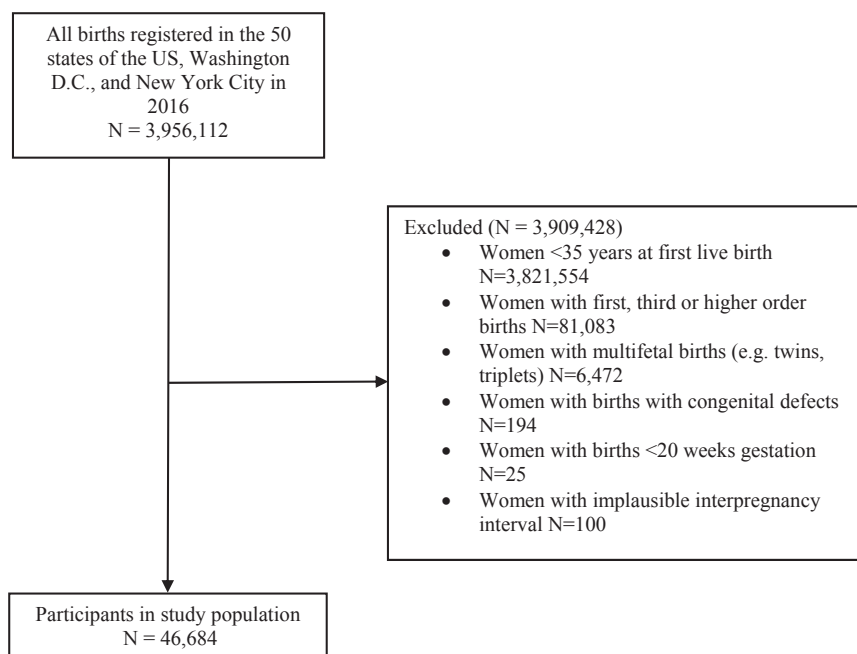 All births registered in the 50
states of the US, Washington
D.C., and New York City in
2016
N = 3,956,112
Excluded (N = 3,909,428)
• Women <35 years at first live birth
N=3,821,554
• Women with first, third or higher order
births N=81,083
• Women with multifetal births (e.g. twins,
triplets) N=6,472
• Women with births with congenital defects
N=194
• Women with births <20 weeks gestation
N=25
• Women with implausible interpregnancy
interval N=100
Participants in study population
N = 46,684